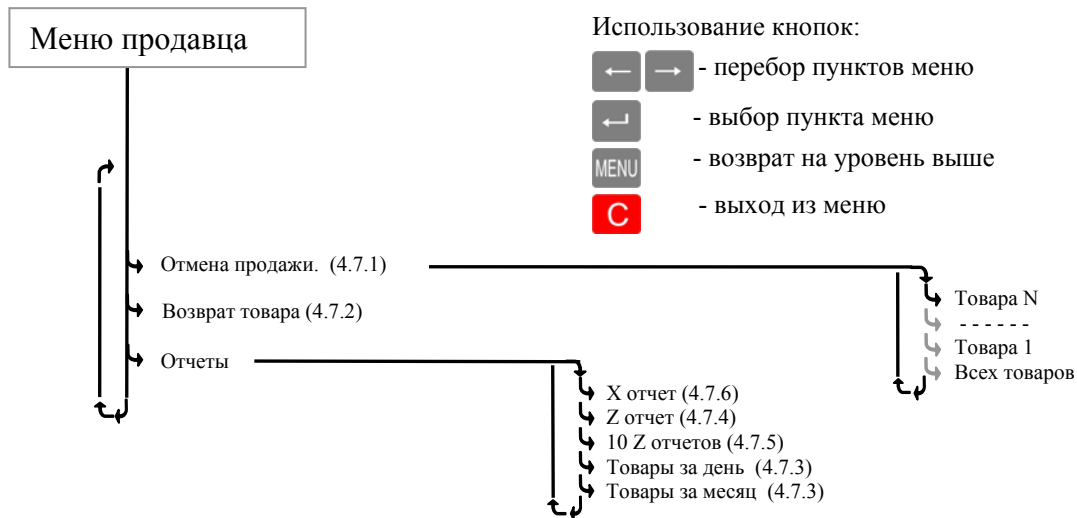 Меню продавца
Использование кнопок:
← → - перебор пунктов меню
↵ - выбор пункта меню
MENU - возврат на уровень выше
C - выход из меню
Отмена продажи. (4.7.1)
Возврат товара (4.7.2)
Отчеты
Товара N
- - - - - -
Товара 1
Всех товаров
X отчет (4.7.6)
Z отчет (4.7.4)
10 Z отчетов (4.7.5)
Товары за день (4.7.3)
Товары за месяц (4.7.3)